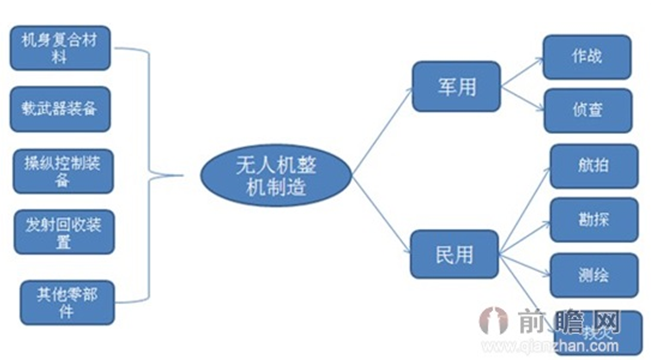 机身复合材
料
载武器装备
操纵控制装
备
发射回收装
置
其他零部
件
无人机整
机制造
军用
民用
作战
侦查
航拍
勘探
测绘
前瞻网
www.qianzhan.com